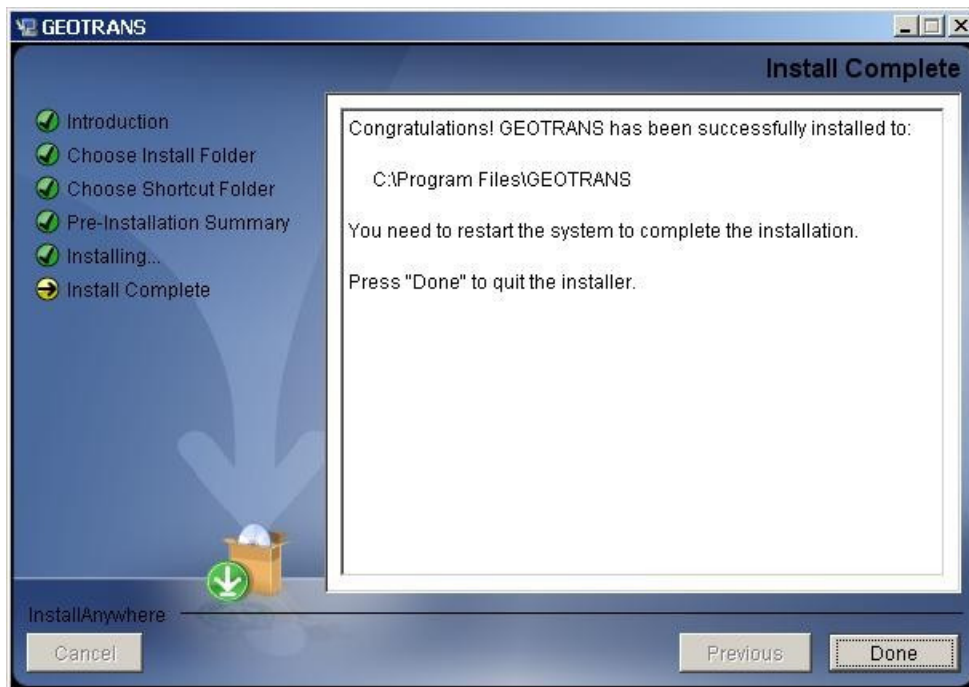 GEOTRANS
Install Complete
Introduction
Choose Install Folder
Choose Shortcut Folder
Pre-Installation Summary
Installing...
Install Complete
Congratulations! GEOTRANS has been successfully installed to:
C:\Program Files\GEOTRANS
You need to restart the system to complete the installation.
Press "Done" to quit the installer.
InstallAnywhere
Cancel
Previous
Done